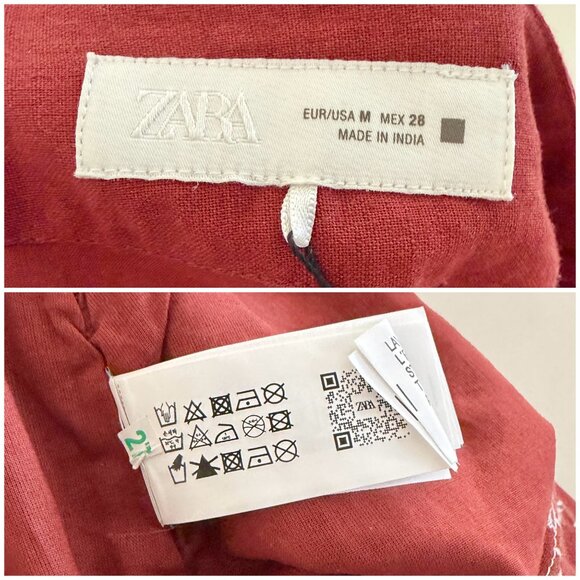 ZARA
EUR/USA M MEX 28
MADE IN INDIA
ZARA